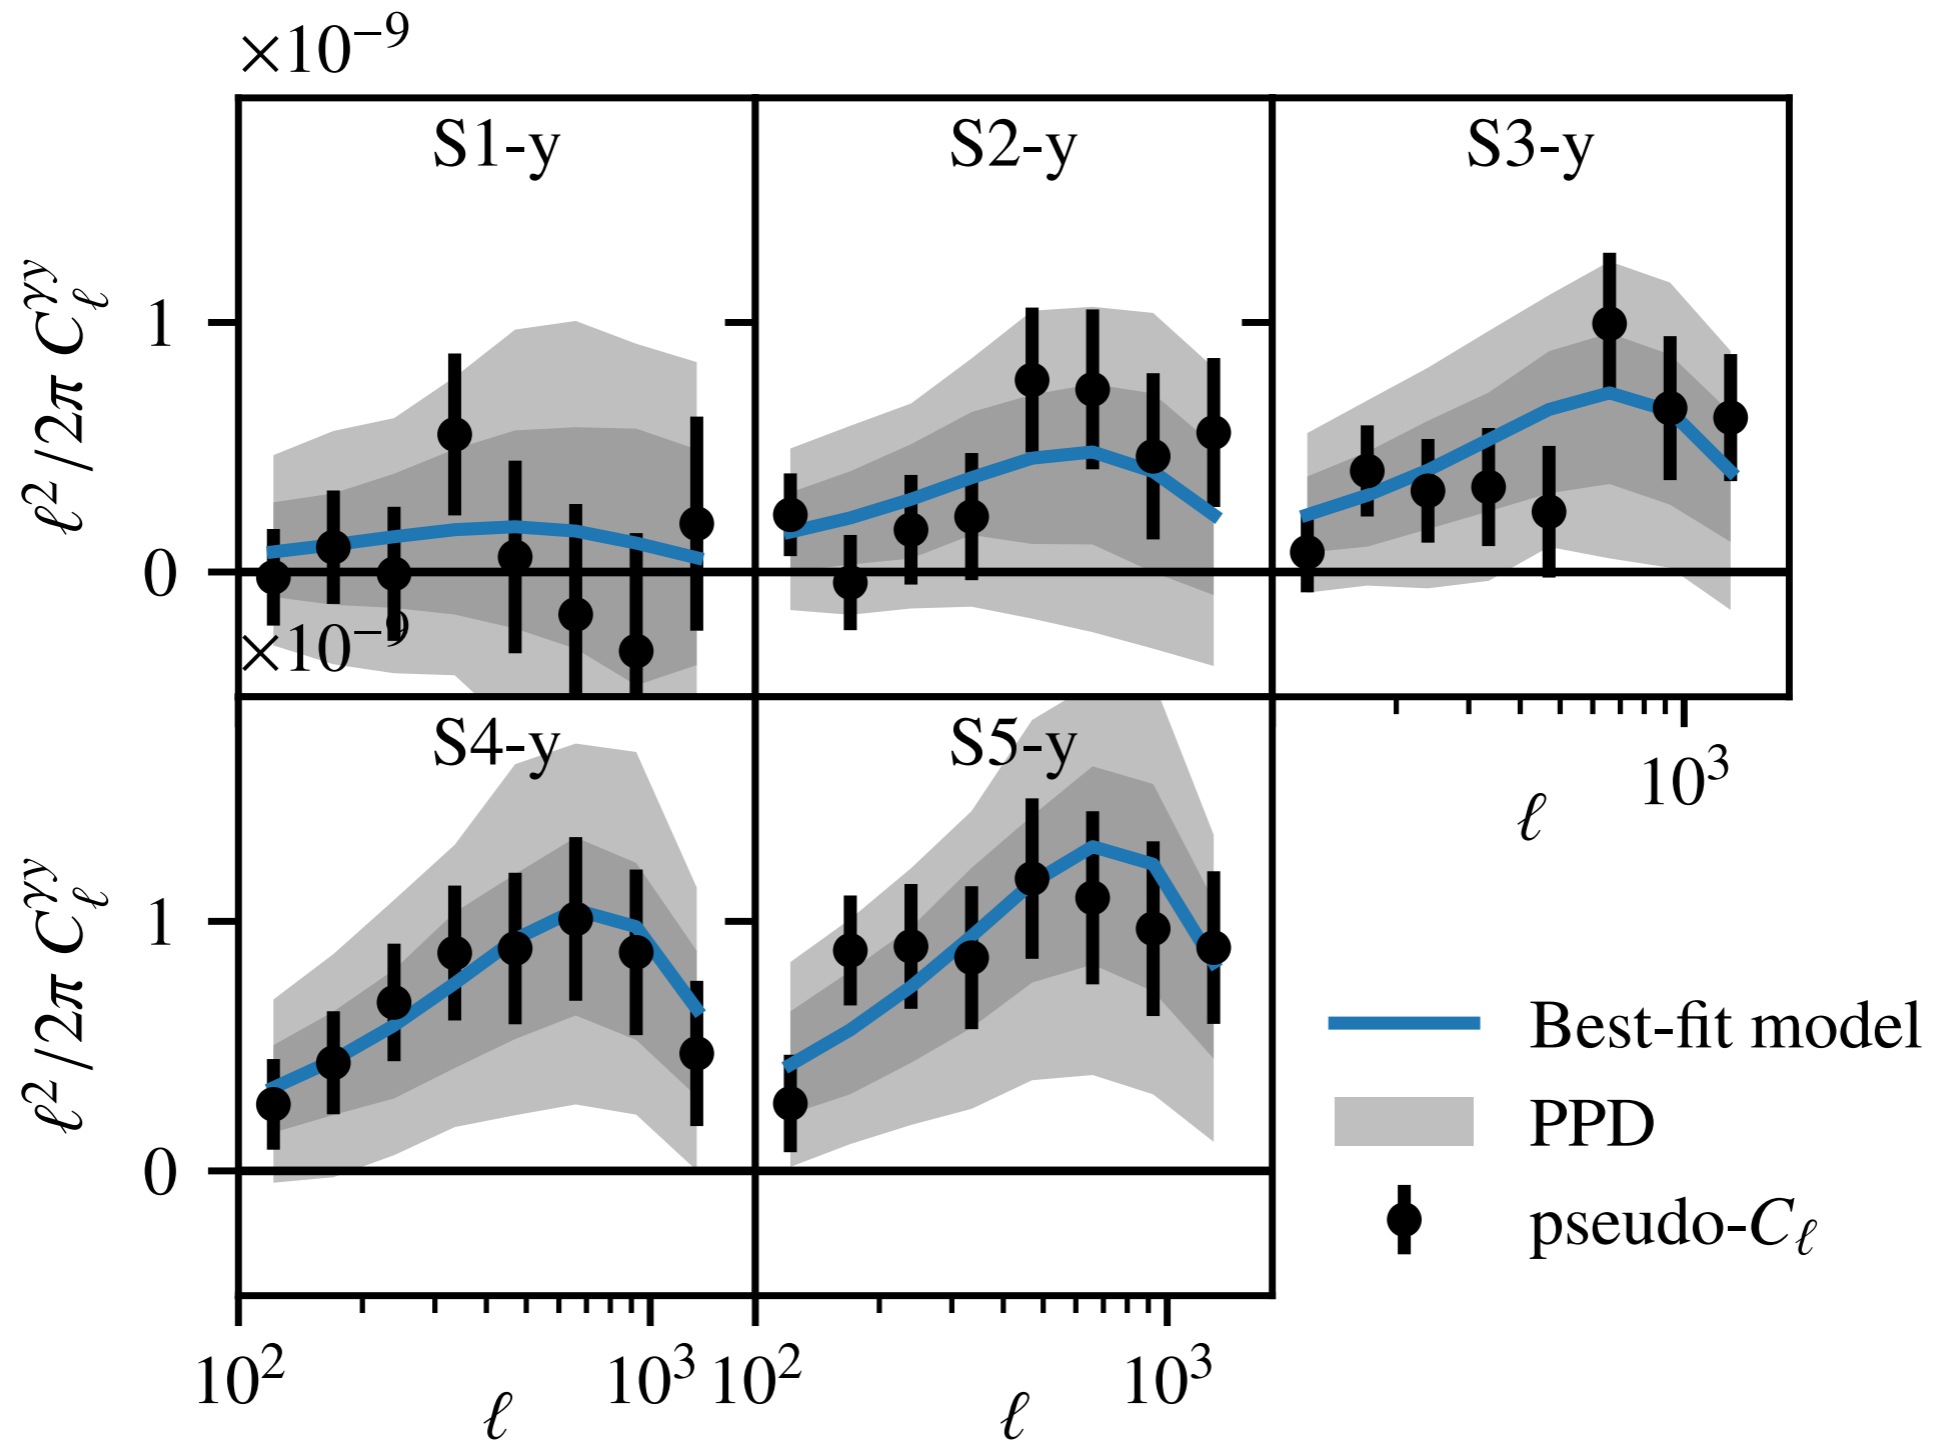 ×10⁻⁹
S1-y
S2-y
S3-y
ℓ² /2π C_ℓ^{γy}
1
0
×10⁻⁹
S4-y
S5-y
10³
ℓ
ℓ² /2π C_ℓ^{γy}
1
0
Best-fit model
PPD
pseudo-C_ℓ
10² 10³ 10² 10³
ℓ ℓ